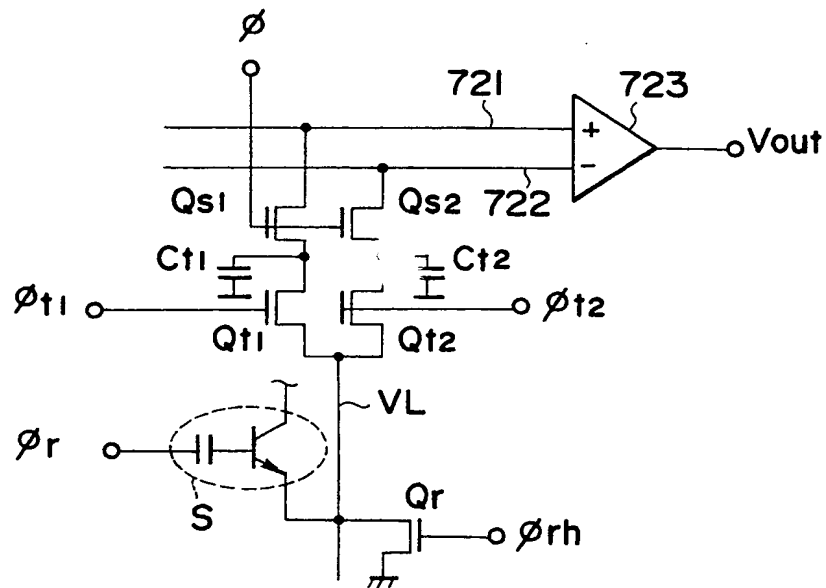 ø
721
723
+
-
Vout
722
Qs1
Qs2
Ct1
Ct2
øt1
øt2
Qt1
Qt2
VL
ør
S
Qr
ørh